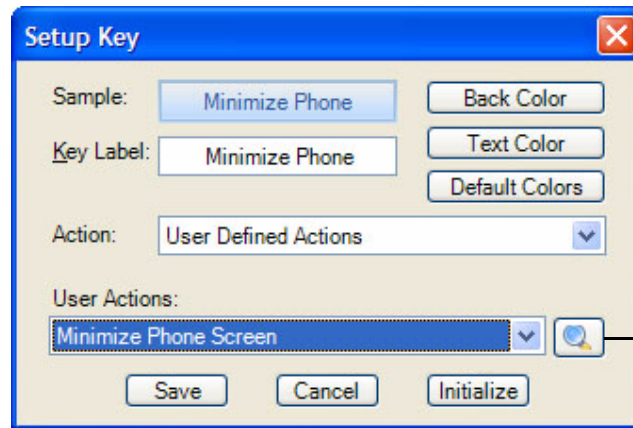 Setup Key
Sample:
Minimize Phone
Back Color
Key Label:
Minimize Phone
Text Color
Default Colors
Action:
User Defined Actions
User Actions:
Minimize Phone Screen
Save
Cancel
Initialize